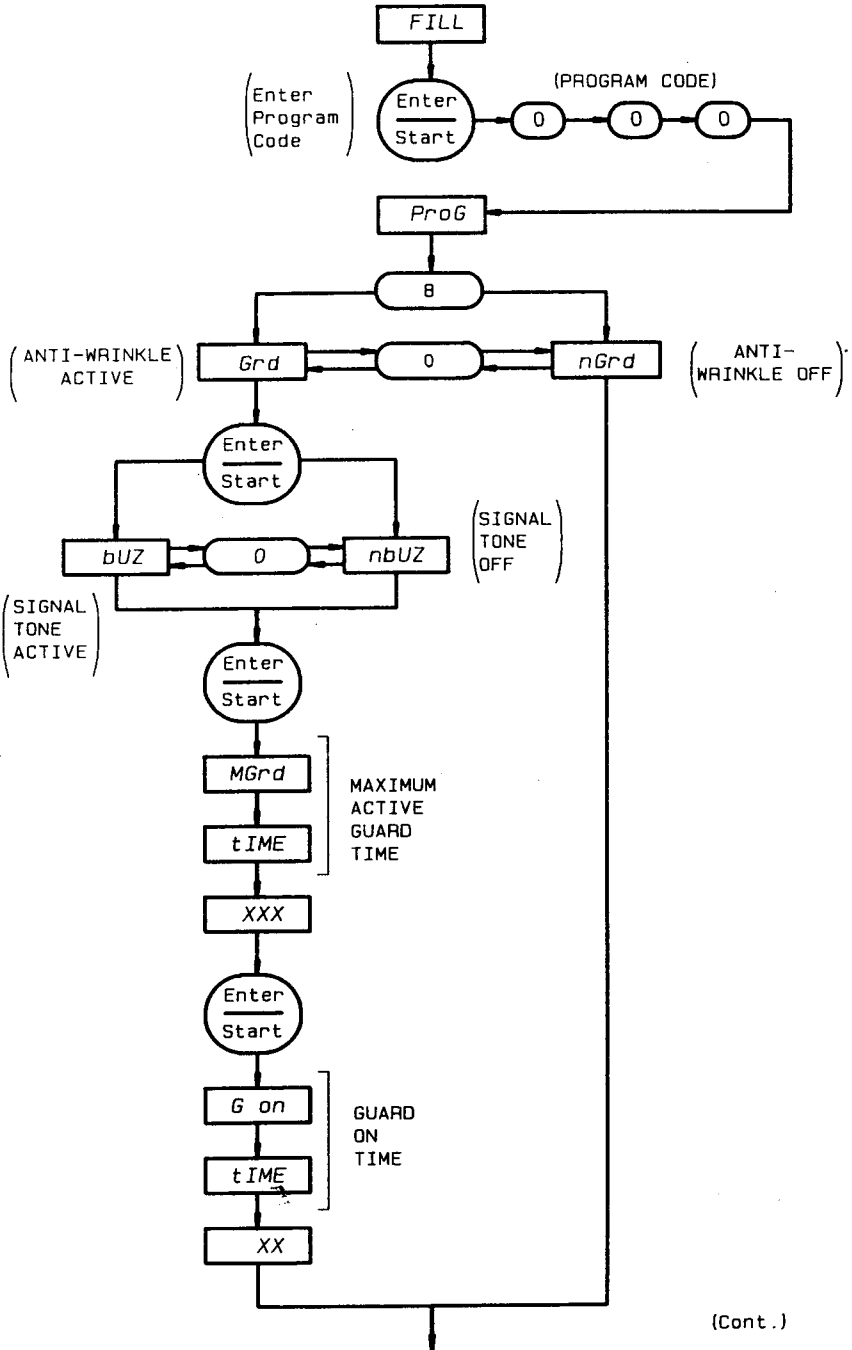 FILL
(PROGRAM CODE)
(Enter
Program
Code)
Enter
Start
0
0
0
ProG
8
(ANTI-WRINKLE
ACTIVE)
Grd
0
nGrd
(ANTI-
WRINKLE OFF)
Enter
Start
(SIGNAL
TONE
OFF)
bUZ
0
nbUZ
(SIGNAL
TONE
ACTIVE)
Enter
Start
MGrd
tIME
MAXIMUM
ACTIVE
GUARD
TIME
XXX
Enter
Start
G on
tIME
GUARD
ON
TIME
XX
(Cont.)